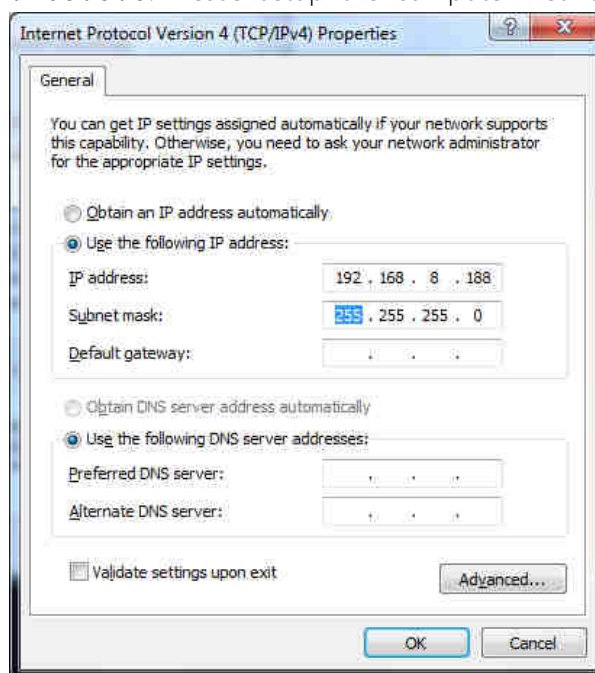 Internet Protocol Version 4 (TCP/IPv4) Properties
General
You can get IP settings assigned automatically if your network supports
this capability. Otherwise, you need to ask your network administrator
for the appropriate IP settings.
Obtain an IP address automatically
Use the following IP address:
IP address: 192 . 168 . 8 . 188
Subnet mask: 255 . 255 . 255 . 0
Default gateway: . . .
Obtain DNS server address automatically
Use the following DNS server addresses:
Preferred DNS server: . . .
Alternate DNS server: . . .
Validate settings upon exit
Advanced...
OK Cancel